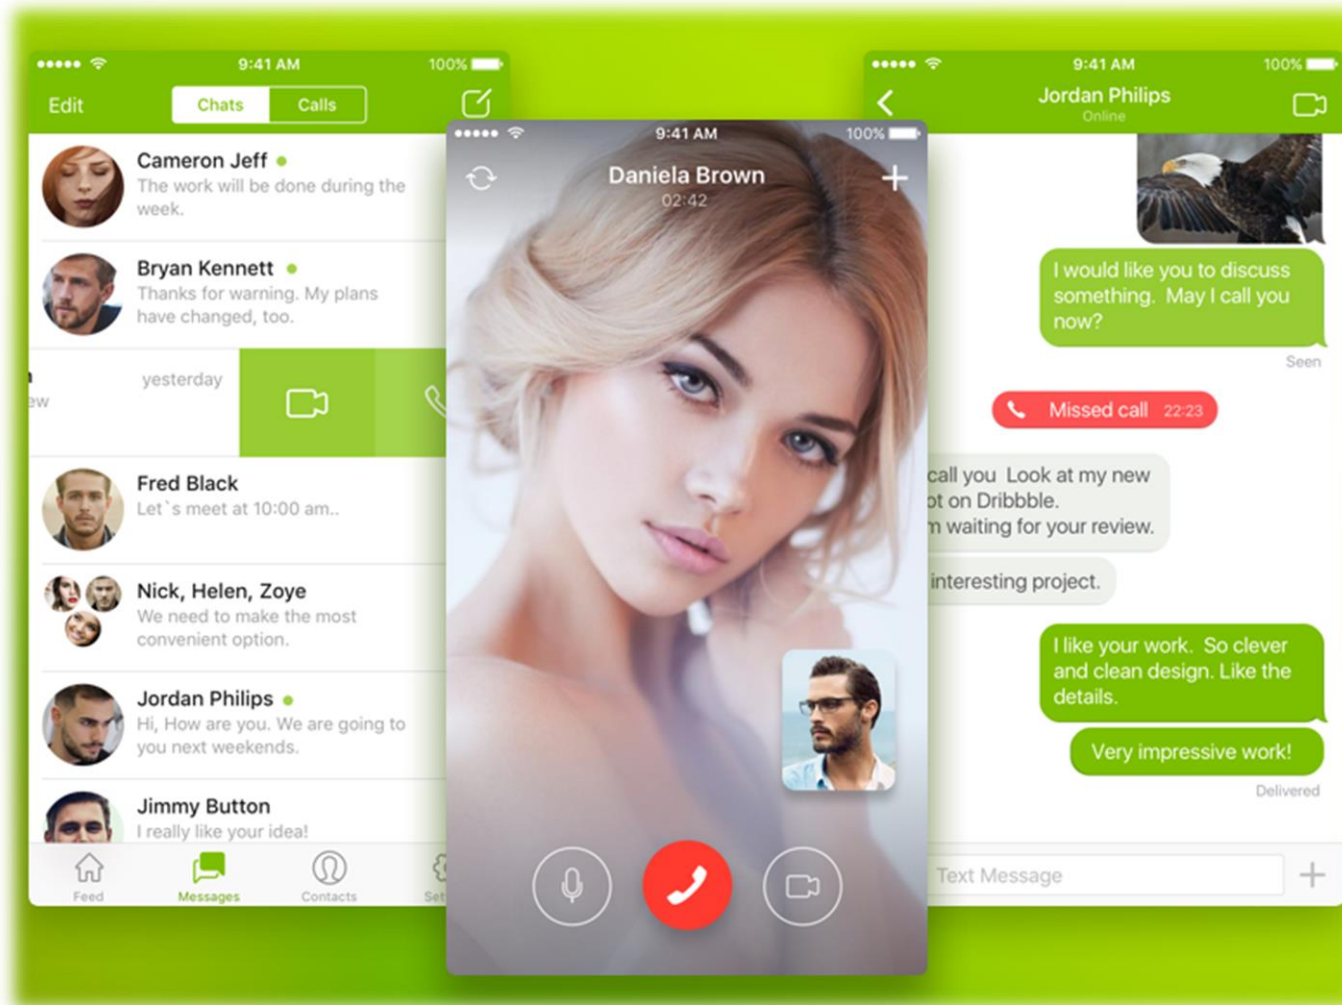 9:41 AM
100%
Edit
Chats
Calls
Cameron Jeff
The work will be done during the
week.
Bryan Kennett
Thanks for warning. My plans
have changed, too.
yesterday
Fred Black
Let`s meet at 10:00 am..
Nick, Helen, Zoye
We need to make the most
convenient option.
Jordan Philips
Hi, How are you. We are going to
you next weekends.
Jimmy Button
I really like your idea!
Feed
Messages
Contacts
Set
9:41 AM
100%
Daniela Brown
02:42
9:41 AM
100%
Jordan Philips
Online
I would like you to discuss
something. May I call you
now?
Seen
Missed call 22:23
call you Look at my new
ot on Dribbble.
waiting for your review.
interesting project.
I like your work. So clever
and clean design. Like the
details.
Very impressive work!
Delivered
Text Message